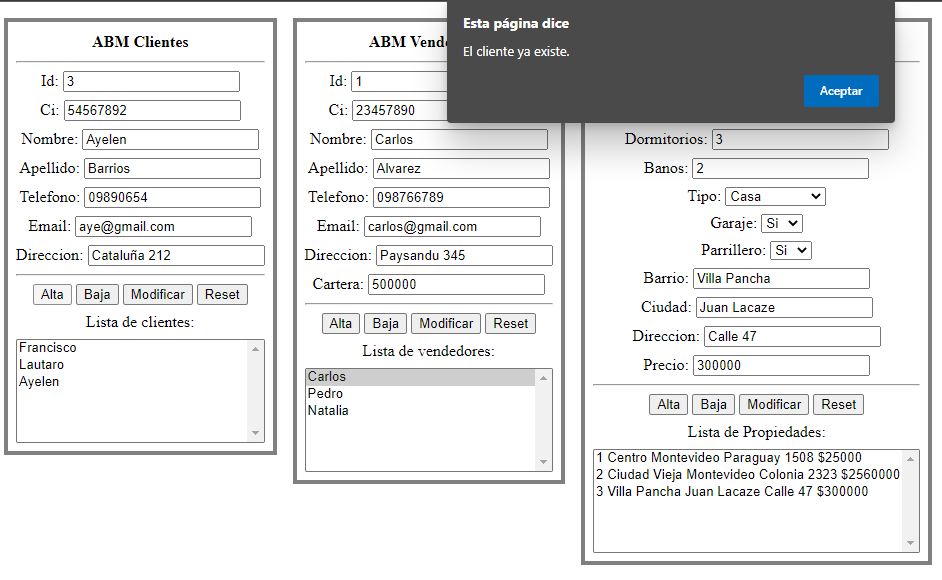 Esta página dice
El cliente ya existe.
Aceptar
ABM Clientes
Id: 3
Ci: 54567892
Nombre: Ayelen
Apellido: Barrios
Telefono: 09890654
Email: aye@gmail.com
Direccion: Cataluña 212
Alta Baja Modificar Reset
Lista de clientes:
Francisco
Lautaro
Ayelen
ABM
Id: 1
Ci: 23457890
Nombre: Carlos
Apellido: Alvarez
Telefono: 098766789
Email: carlos@gmail.com
Direccion: Paysandu 345
Cartera: 500000
Alta Baja Modificar Reset
Lista de vendedores:
Carlos
Pedro
Natalia
Dormitorios: 3
Banos: 2
Tipo: Casa
Garaje: Si
Parrillero: Si
Barrio: Villa Pancha
Ciudad: Juan Lacaze
Direccion: Calle 47
Precio: 300000
Alta Baja Modificar Reset
Lista de Propiedades:
1 Centro Montevideo Paraguay 1508 $25000
2 Ciudad Vieja Montevideo Colonia 2323 $2560000
3 Villa Pancha Juan Lacaze Calle 47 $300000